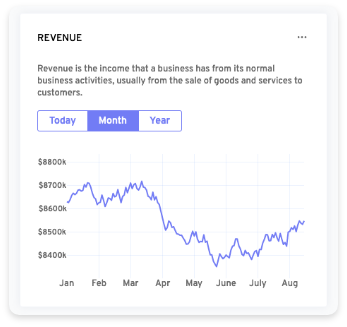 REVENUE
Revenue is the income that a business has from its normal
business activities, usually from the sale of goods and services to
customers.
Today Month Year
$8800k
$8700k
$8600k
$8500k
$8400k
Jan Feb Mar Apr May June July Aug